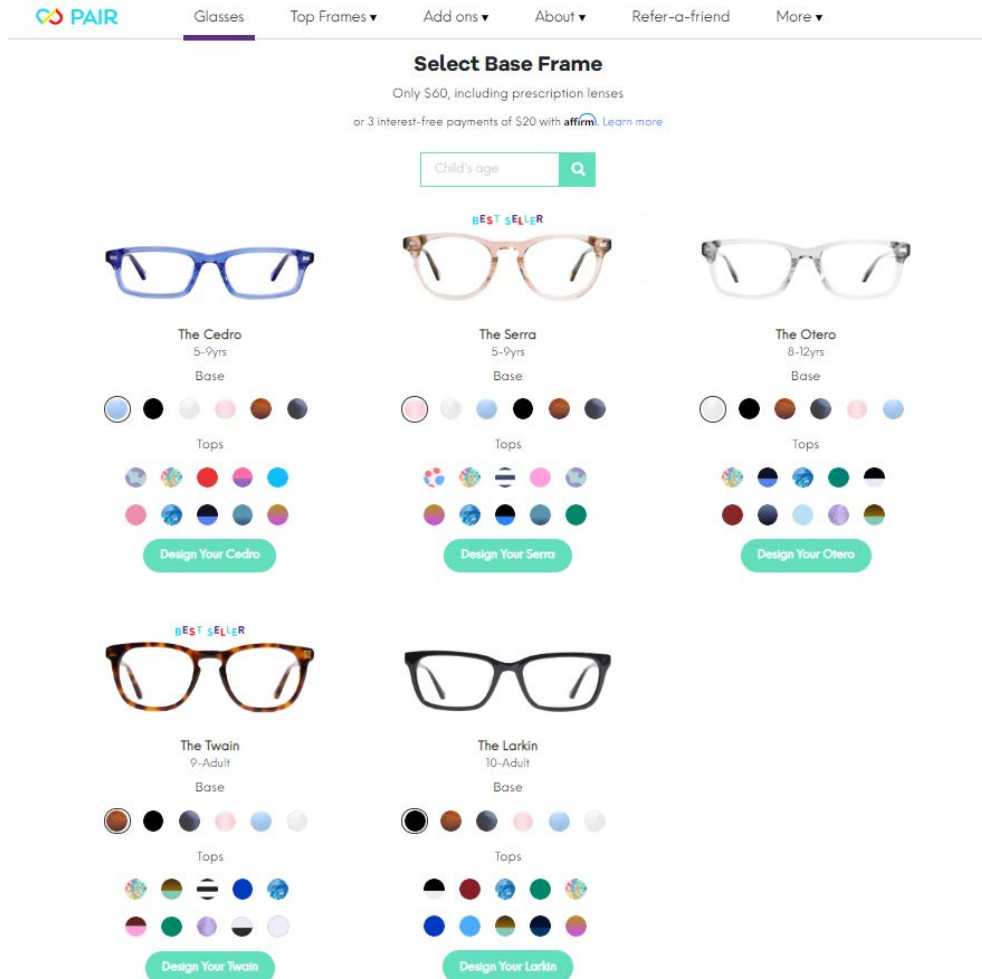 PAIR
Glasses
Top Frames ▾
Add ons ▾
About ▾
Refer-a-friend
More ▾
Select Base Frame
Only $60, including prescription lenses
or 3 interest-free payments of $20 with affirm. Learn more
Child's age
The Cedro
5-9yrs
Base
Tops
Design Your Cedro
BEST SELLER
The Serra
5-9yrs
Base
Tops
Design Your Serra
The Otero
8-12yrs
Base
Tops
Design Your Otero
BEST SELLER
The Twain
9-Adult
Base
Tops
Design Your Twain
The Larkin
10-Adult
Base
Tops
Design Your Larkin